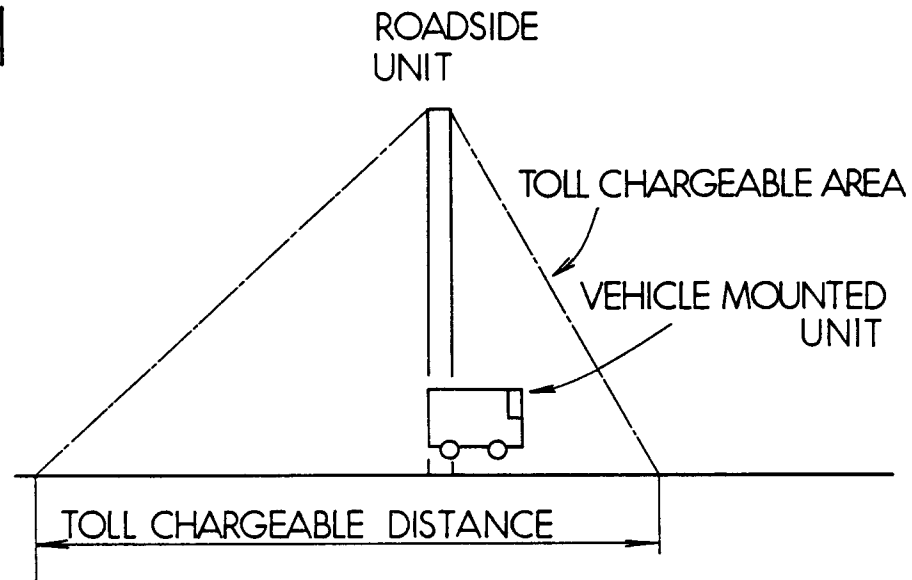 ROADSIDE
UNIT
TOLL CHARGEABLE AREA
VEHICLE MOUNTED
UNIT
TOLL CHARGEABLE DISTANCE